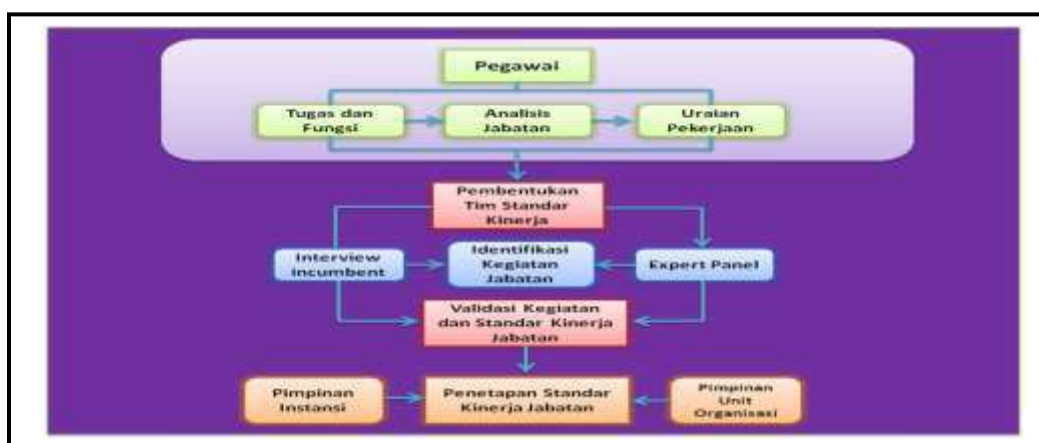 Pegawai
Tugas dan
Fungsi
Analisis
Jabatan
Uraian
Pekerjaan
Pembentukan
Tim Standar
Kinerja
Interview
incumbent
Identifikasi
Kegiatan
Jabatan
Expert Panel
Validasi Kegiatan
dan Standar Kinerja
Jabatan
Pimpinan
Instansi
Penetapan Standar
Kinerja Jabatan
Pimpinan
Unit
Organisasi